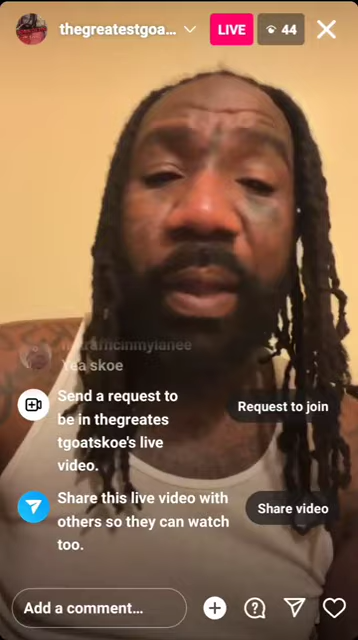 thegreatestgoa...
LIVE
44
Yea skoe
Send a request to
be in thegreates
tgoatskoe's live
video.
Request to join
Share this live video with
others so they can watch
too.
Share video
Add a comment...